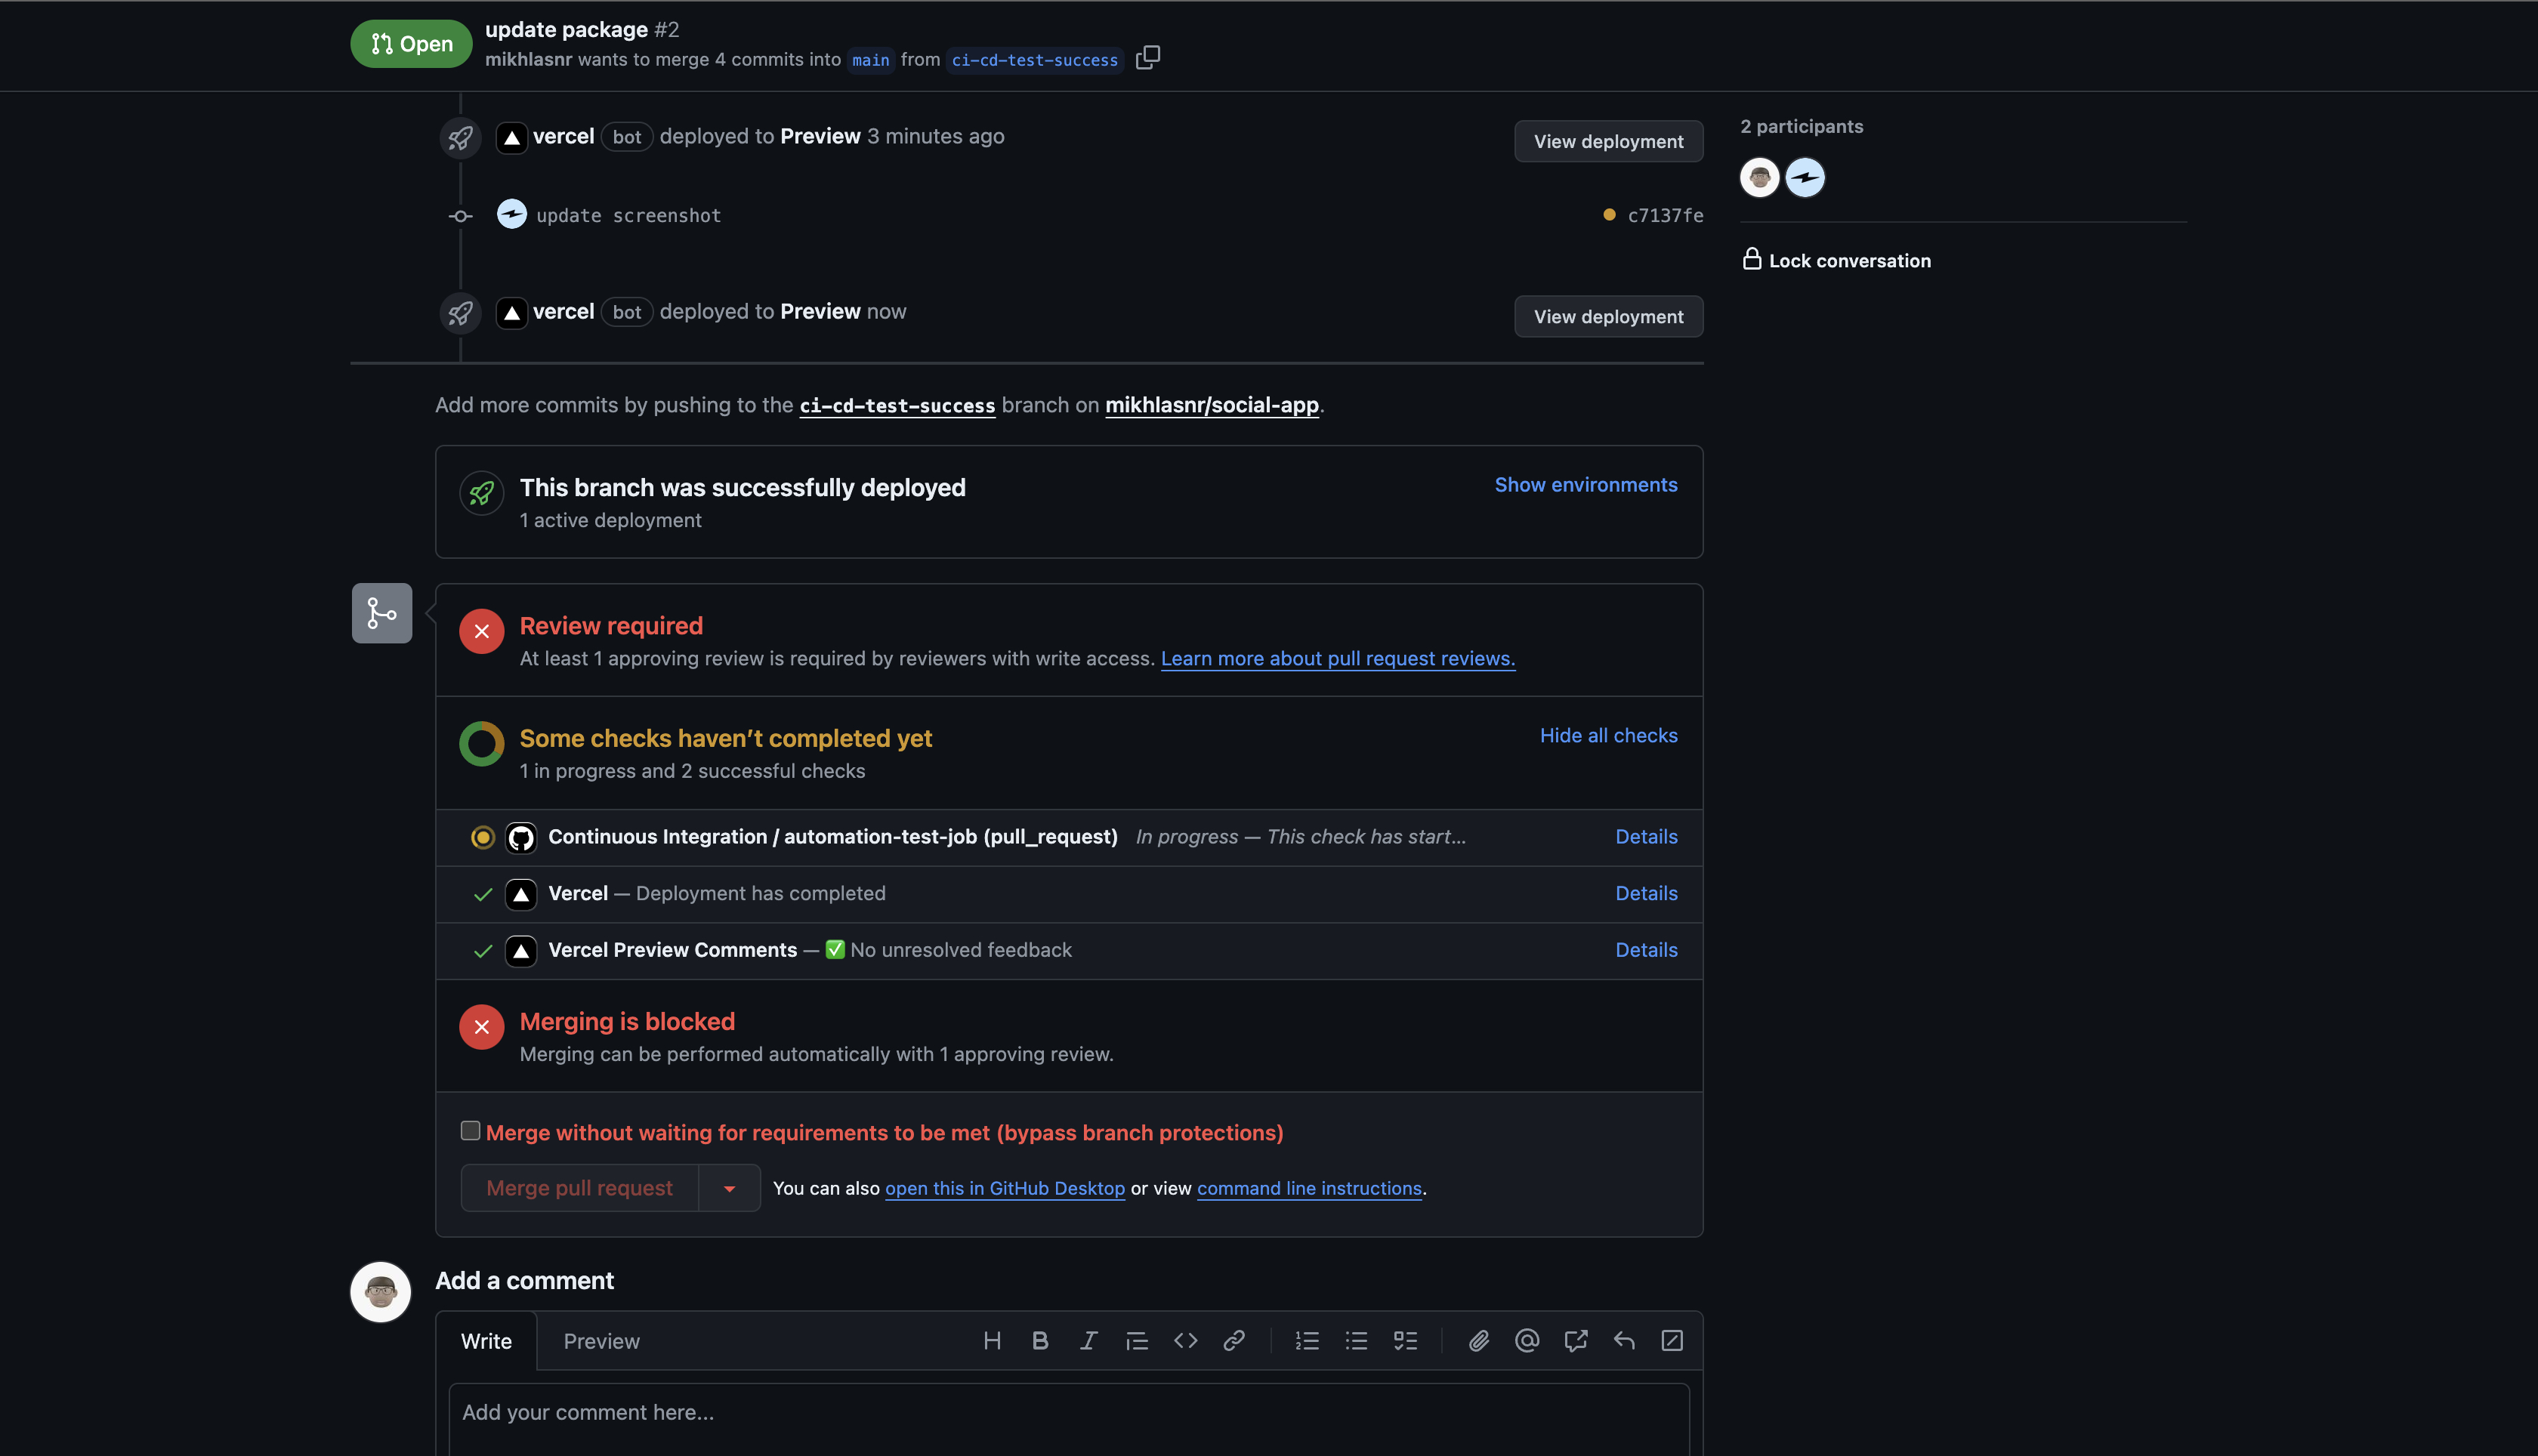 Open
update package #2
mikhlasnr wants to merge 4 commits into main from ci-cd-test-success
vercel bot deployed to Preview 3 minutes ago
View deployment
update screenshot
c7137fe
vercel bot deployed to Preview now
View deployment
2 participants
Lock conversation
Add more commits by pushing to the ci-cd-test-success branch on mikhlasnr/social-app.
This branch was successfully deployed
1 active deployment
Show environments
Review required
At least 1 approving review is required by reviewers with write access. Learn more about pull request reviews.
Some checks haven’t completed yet
1 in progress and 2 successful checks
Hide all checks
Continuous Integration / automation-test-job (pull_request) In progress — This check has start...
Details
Vercel — Deployment has completed
Details
Vercel Preview Comments — ✅ No unresolved feedback
Details
Merging is blocked
Merging can be performed automatically with 1 approving review.
Merge without waiting for requirements to be met (bypass branch protections)
Merge pull request
You can also open this in GitHub Desktop or view command line instructions.
Add a comment
Write
Preview
Add your comment here...